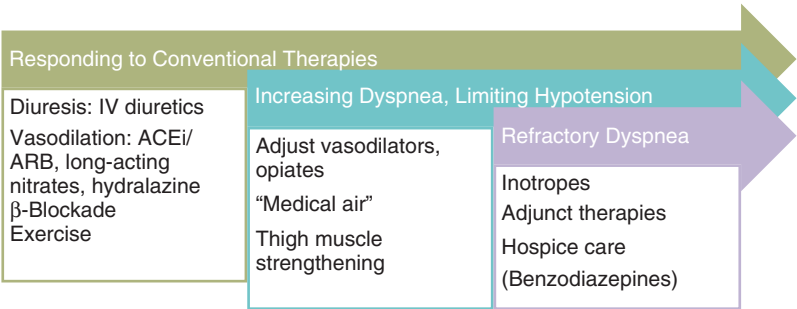 Responding to Conventional Therapies
Diuresis: IV diuretics
Vasodilation: ACEi/
ARB, long-acting
nitrates, hydralazine
β-Blockade
Exercise
Increasing Dyspnea, Limiting Hypotension
Adjust vasodilators,
opiates
“Medical air”
Thigh muscle
strengthening
Refractory Dyspnea
Inotropes
Adjunct therapies
Hospice care
(Benzodiazepines)